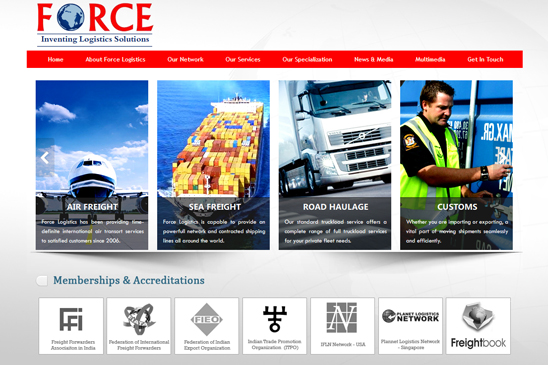 FORCE
Inventing Logistics Solutions
Home About Force Logistics Our Network Our Services Our Specialization News & Media Multimedia Get In Touch
AIR FREIGHT
Force Logistics has been providing time-
definite international air transort services
to satisfied customers since 2006.
SEA FREIGHT
Force Logistics is capable to provide an
powerfull network and contracted shipping
lines all around the world.
ROAD HAULAGE
Our standard truckload service offers a
complete range of full truckload services
for your private fleet needs.
CUSTOMS
Whether you are importing or exporting, a
vital part of moving shipments seamlessly
and efficiently.
VOLVO
MAX.GR.
TARE
Memberships & Accreditations
FFI
Freight Forwarders
Association in India
Federation of International
Freight Forwarders
FIEO
Federation of Indian
Export Organization
Indian Trade Promotion
Organization (ITPO)
IFLN Network - USA
PLANET LOGISTICS
NETWORK
Plannet Logistics Network
- Singapore
Freightbook